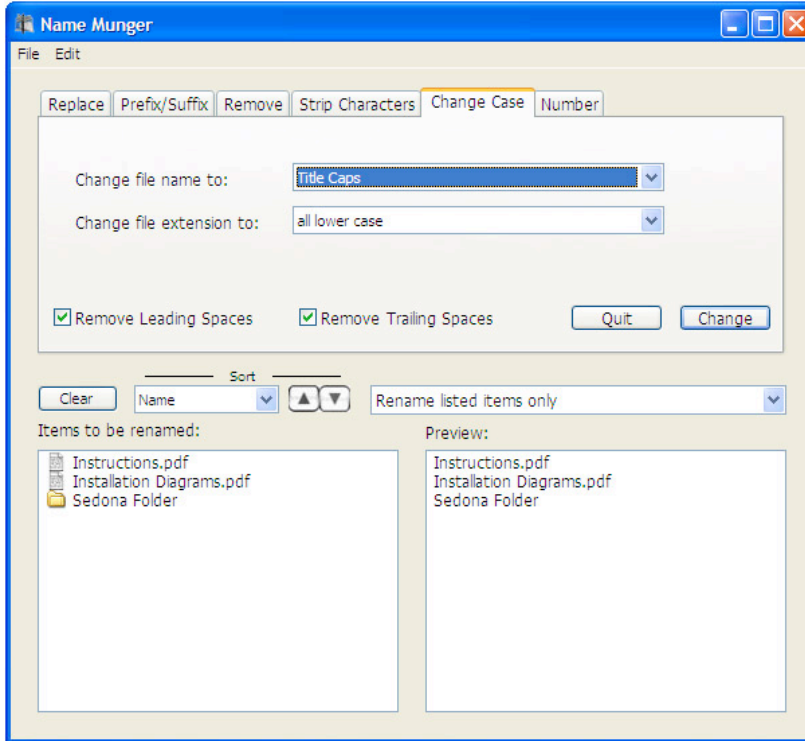 Name Munger
File Edit
Replace Prefix/Suffix Remove Strip Characters Change Case Number
Change file name to: Title Caps
Change file extension to: all lower case
Remove Leading Spaces Remove Trailing Spaces Quit Change
Sort
Clear Name Rename listed items only
Items to be renamed:
Instructions.pdf
Installation Diagrams.pdf
Sedona Folder
Preview:
Instructions.pdf
Installation Diagrams.pdf
Sedona Folder